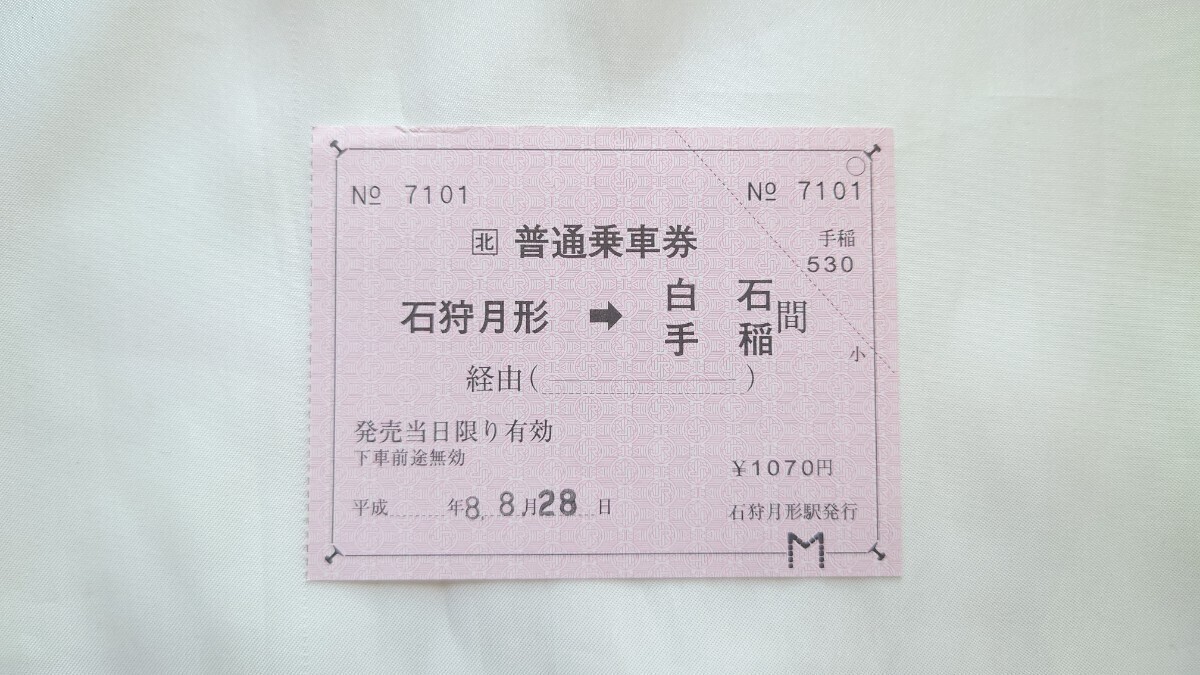 No 7101
No 7101
北 普通乗車券
手稲
530
石狩月形 ➡ 白石 手稲 間
小
経由( )
発売当日限り有効
下車前途無効
¥1070円
平成 年8. 8月28日
石狩月形駅発行
M